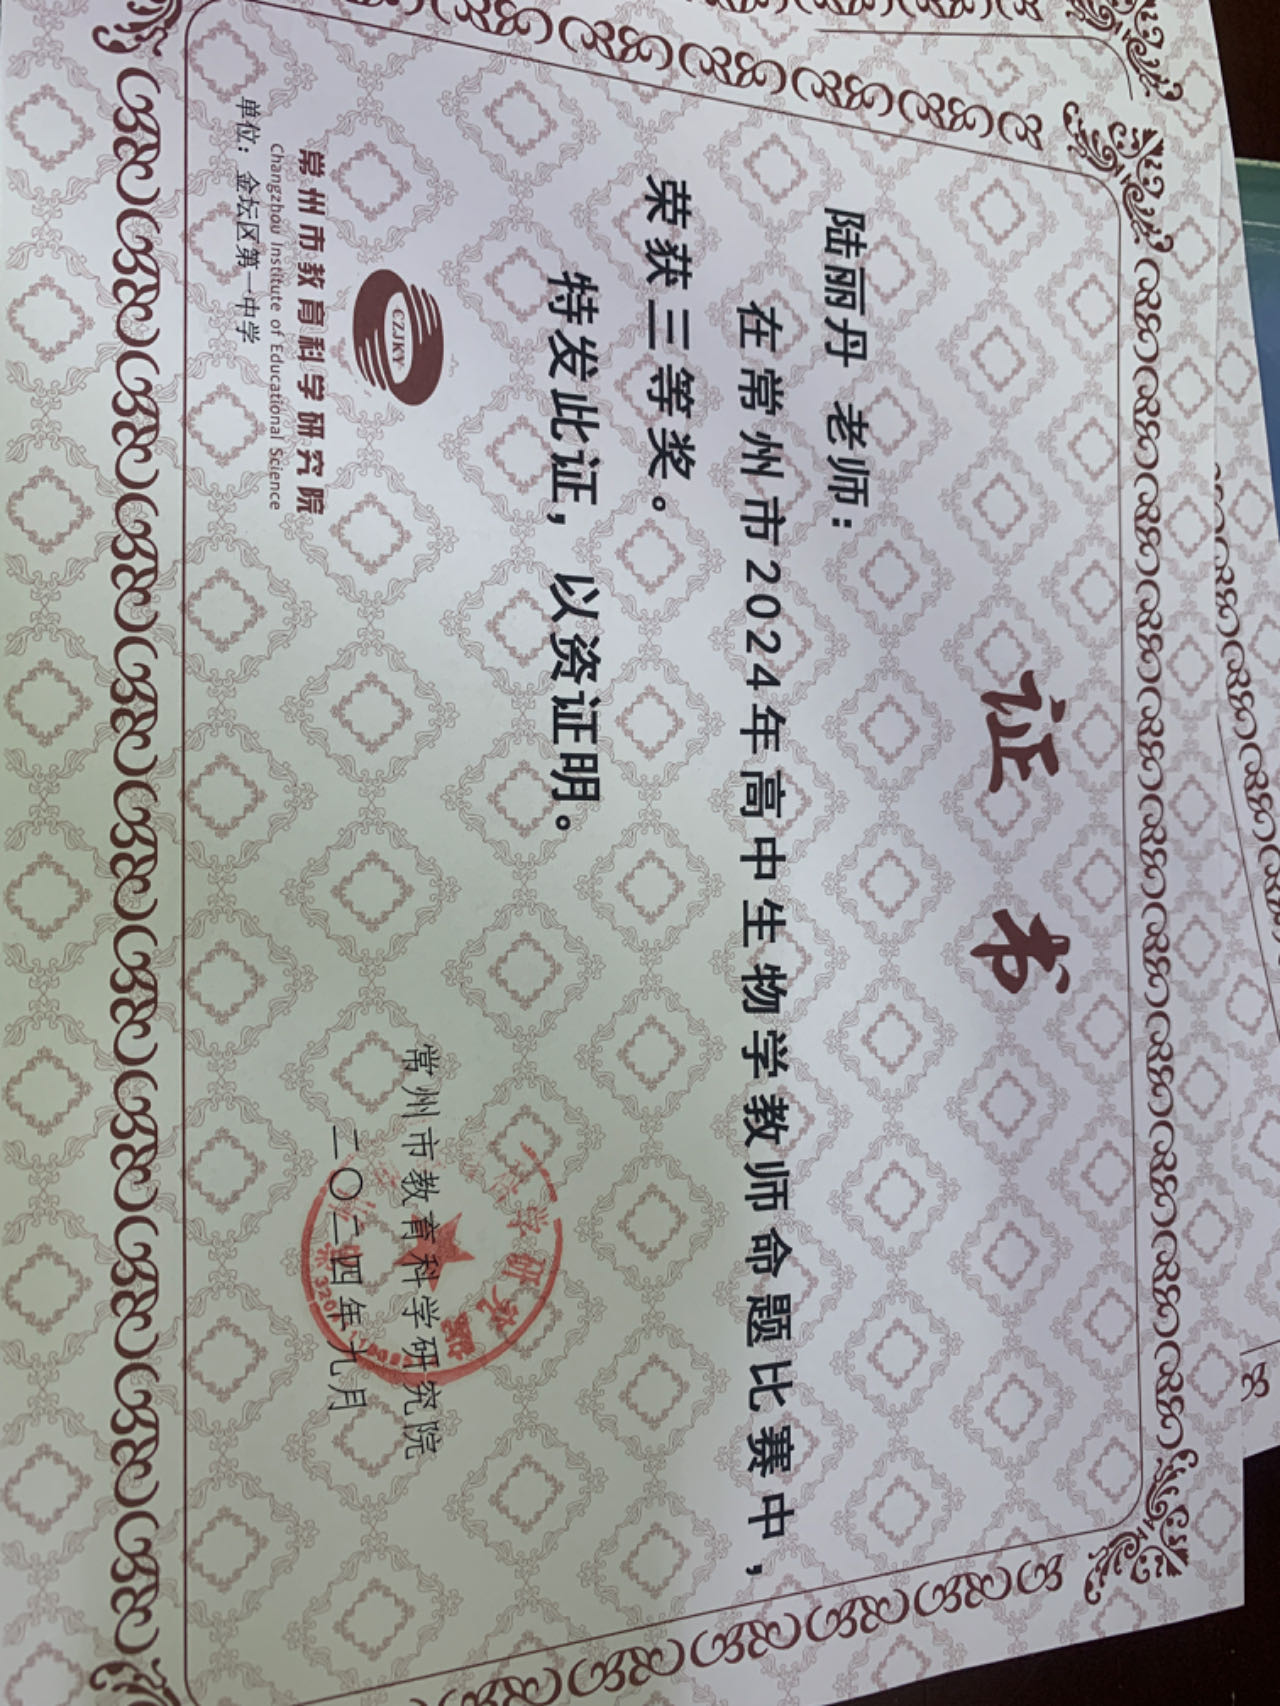 证 书
陆丽丹 老师：
在常州市2024年高中生物学教师命题比赛中，
荣获三等奖。
特发此证，以资证明。
CZJKY
常州市教育科学研究院
Changzhou Institute of Educational Science
单位：金坛区第一中学
常州市教育科学研究院
二〇二四年九月
学研究